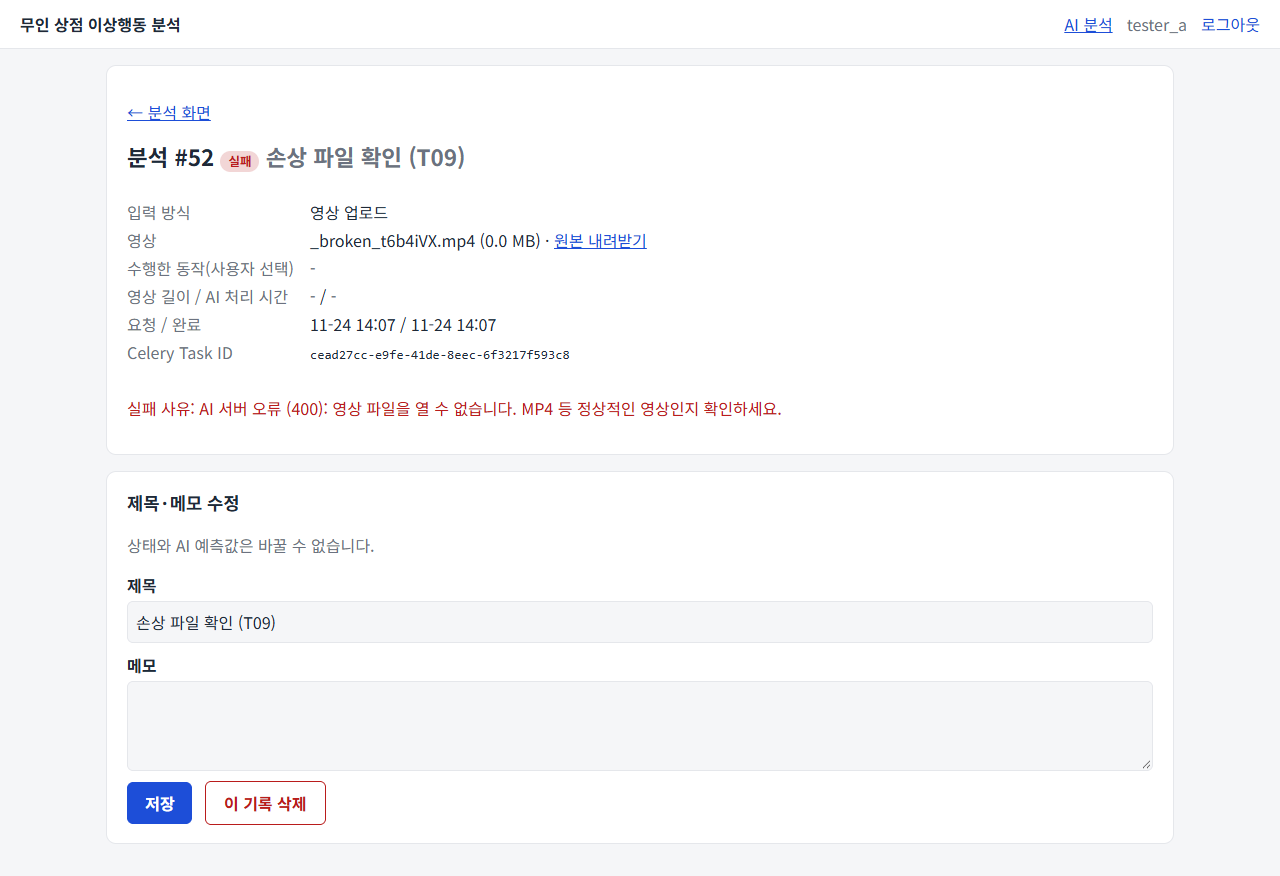 무인 상점 이상행동 분석
AI 분석 tester_a 로그아웃
← 분석 화면
분석 #52 실패 손상 파일 확인 (T09)
입력 방식 영상 업로드
영상 _broken_t6b4iVX.mp4 (0.0 MB) · 원본 내려받기
수행한 동작(사용자 선택) -
영상 길이 / AI 처리 시간 - / -
요청 / 완료 11-24 14:07 / 11-24 14:07
Celery Task ID cead27cc-e9fe-41de-8eec-6f3217f593c8
실패 사유: AI 서버 오류 (400): 영상 파일을 열 수 없습니다. MP4 등 정상적인 영상인지 확인하세요.
제목·메모 수정
상태와 AI 예측값은 바꿀 수 없습니다.
제목
손상 파일 확인 (T09)
메모
저장 이 기록 삭제